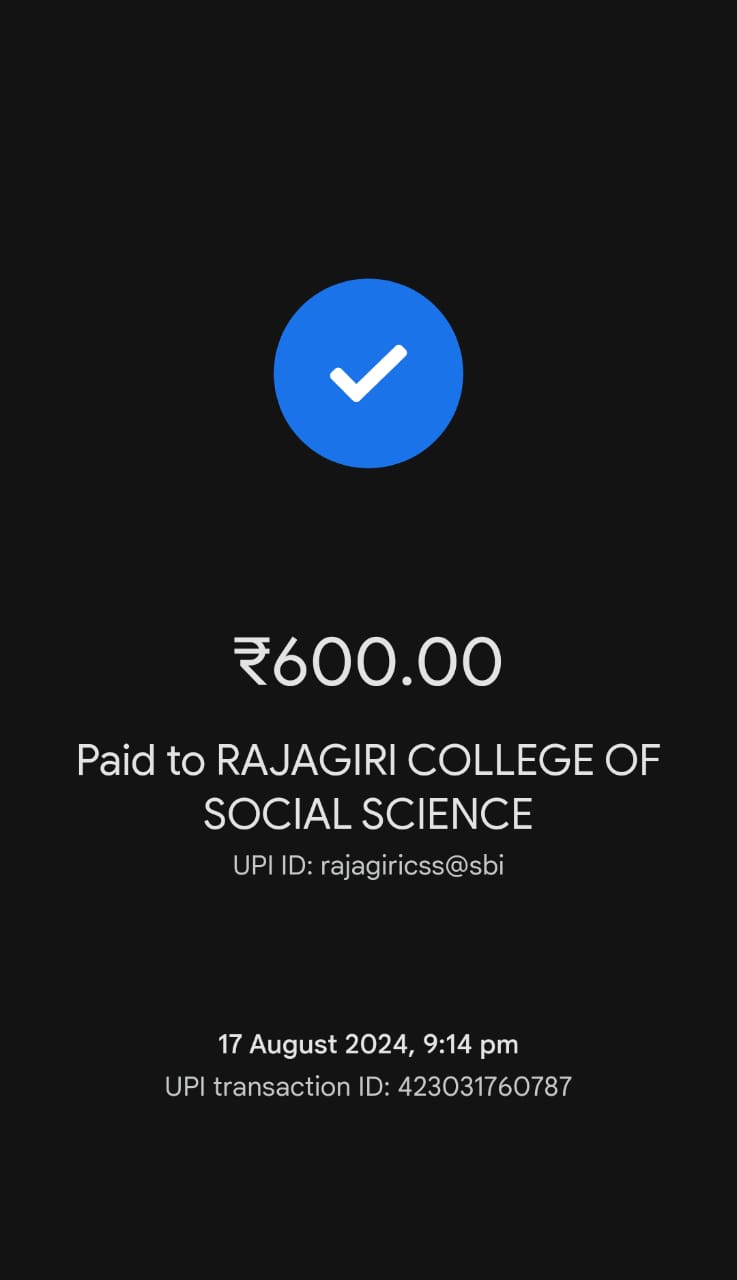 ₹600.00
Paid to RAJAGIRI COLLEGE OF
SOCIAL SCIENCE
UPI ID: rajagiricss@sbi
17 August 2024, 9:14 pm
UPI transaction ID: 423031760787